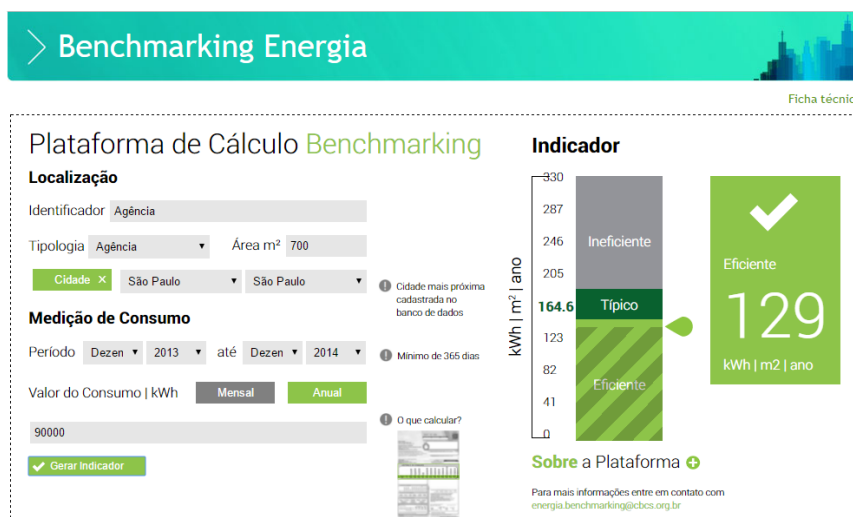 Benchmarking Energia
Ficha técnic
Plataforma de Cálculo Benchmarking
Localização
Identificador Agência
Tipologia Agência Área m² 700
Cidade × São Paulo São Paulo
Cidade mais próxima
cadastrada no
banco de dados
Medição de Consumo
Período Dezen 2013 até Dezen 2014
Mínimo de 365 dias
Valor do Consumo | kWh Mensal Anual
O que calcular?
90000
Gerar Indicador
Indicador
kWh | m² | ano
330
287
246
205
164.6
123
82
41
0
Ineficiente
Típico
Eficiente
Eficiente
129
kWh | m2 | ano
Sobre a Plataforma
Para mais informações entre em contato com
energia.benchmarking@cbcs.org.br